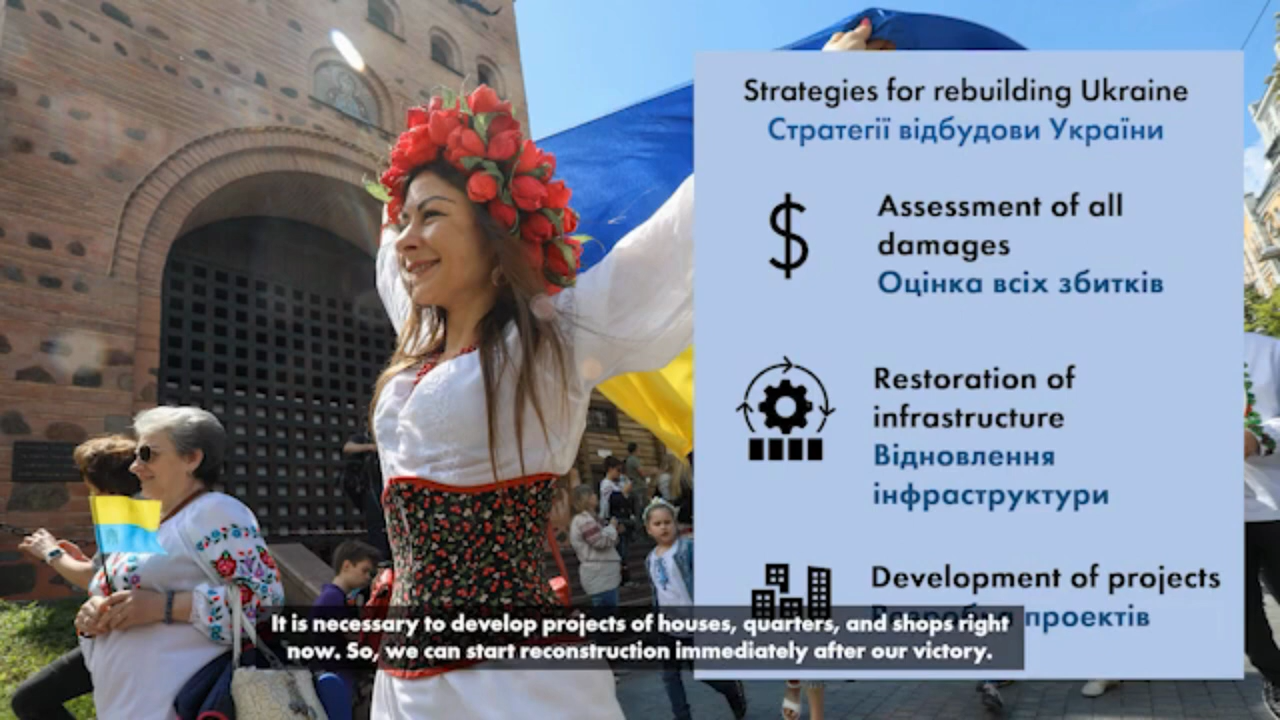 Strategies for rebuilding Ukraine
Стратегії відбудови України
Assessment of all
damages
Оцінка всіх збитків
Restoration of
infrastructure
Відновлення
інфраструктури
Development of projects
Розробка проектів
It is necessary to develop projects of houses, quarters, and shops right
now. So, we can start reconstruction immediately after our victory.